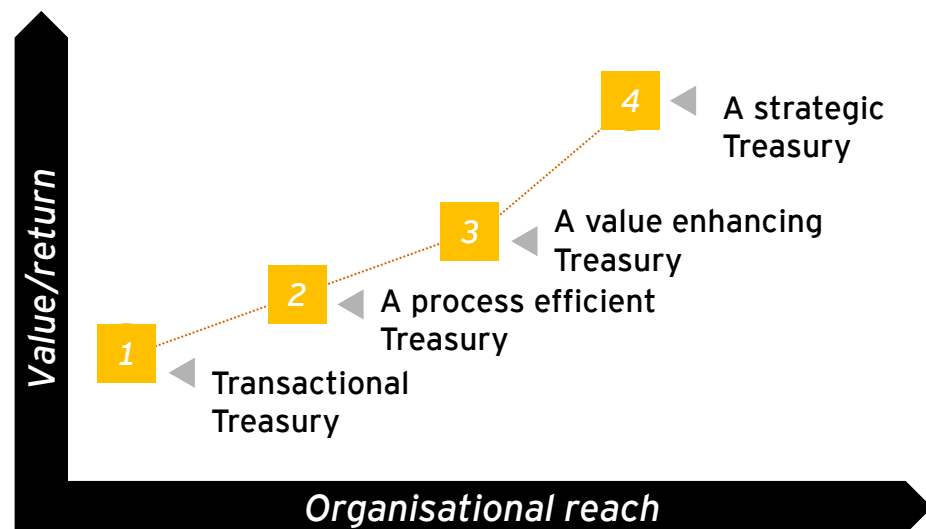 4
A strategic
Treasury
3
A value enhancing
Treasury
2
A process efficient
Treasury
1
Transactional
Treasury
Value/return
Organisational reach